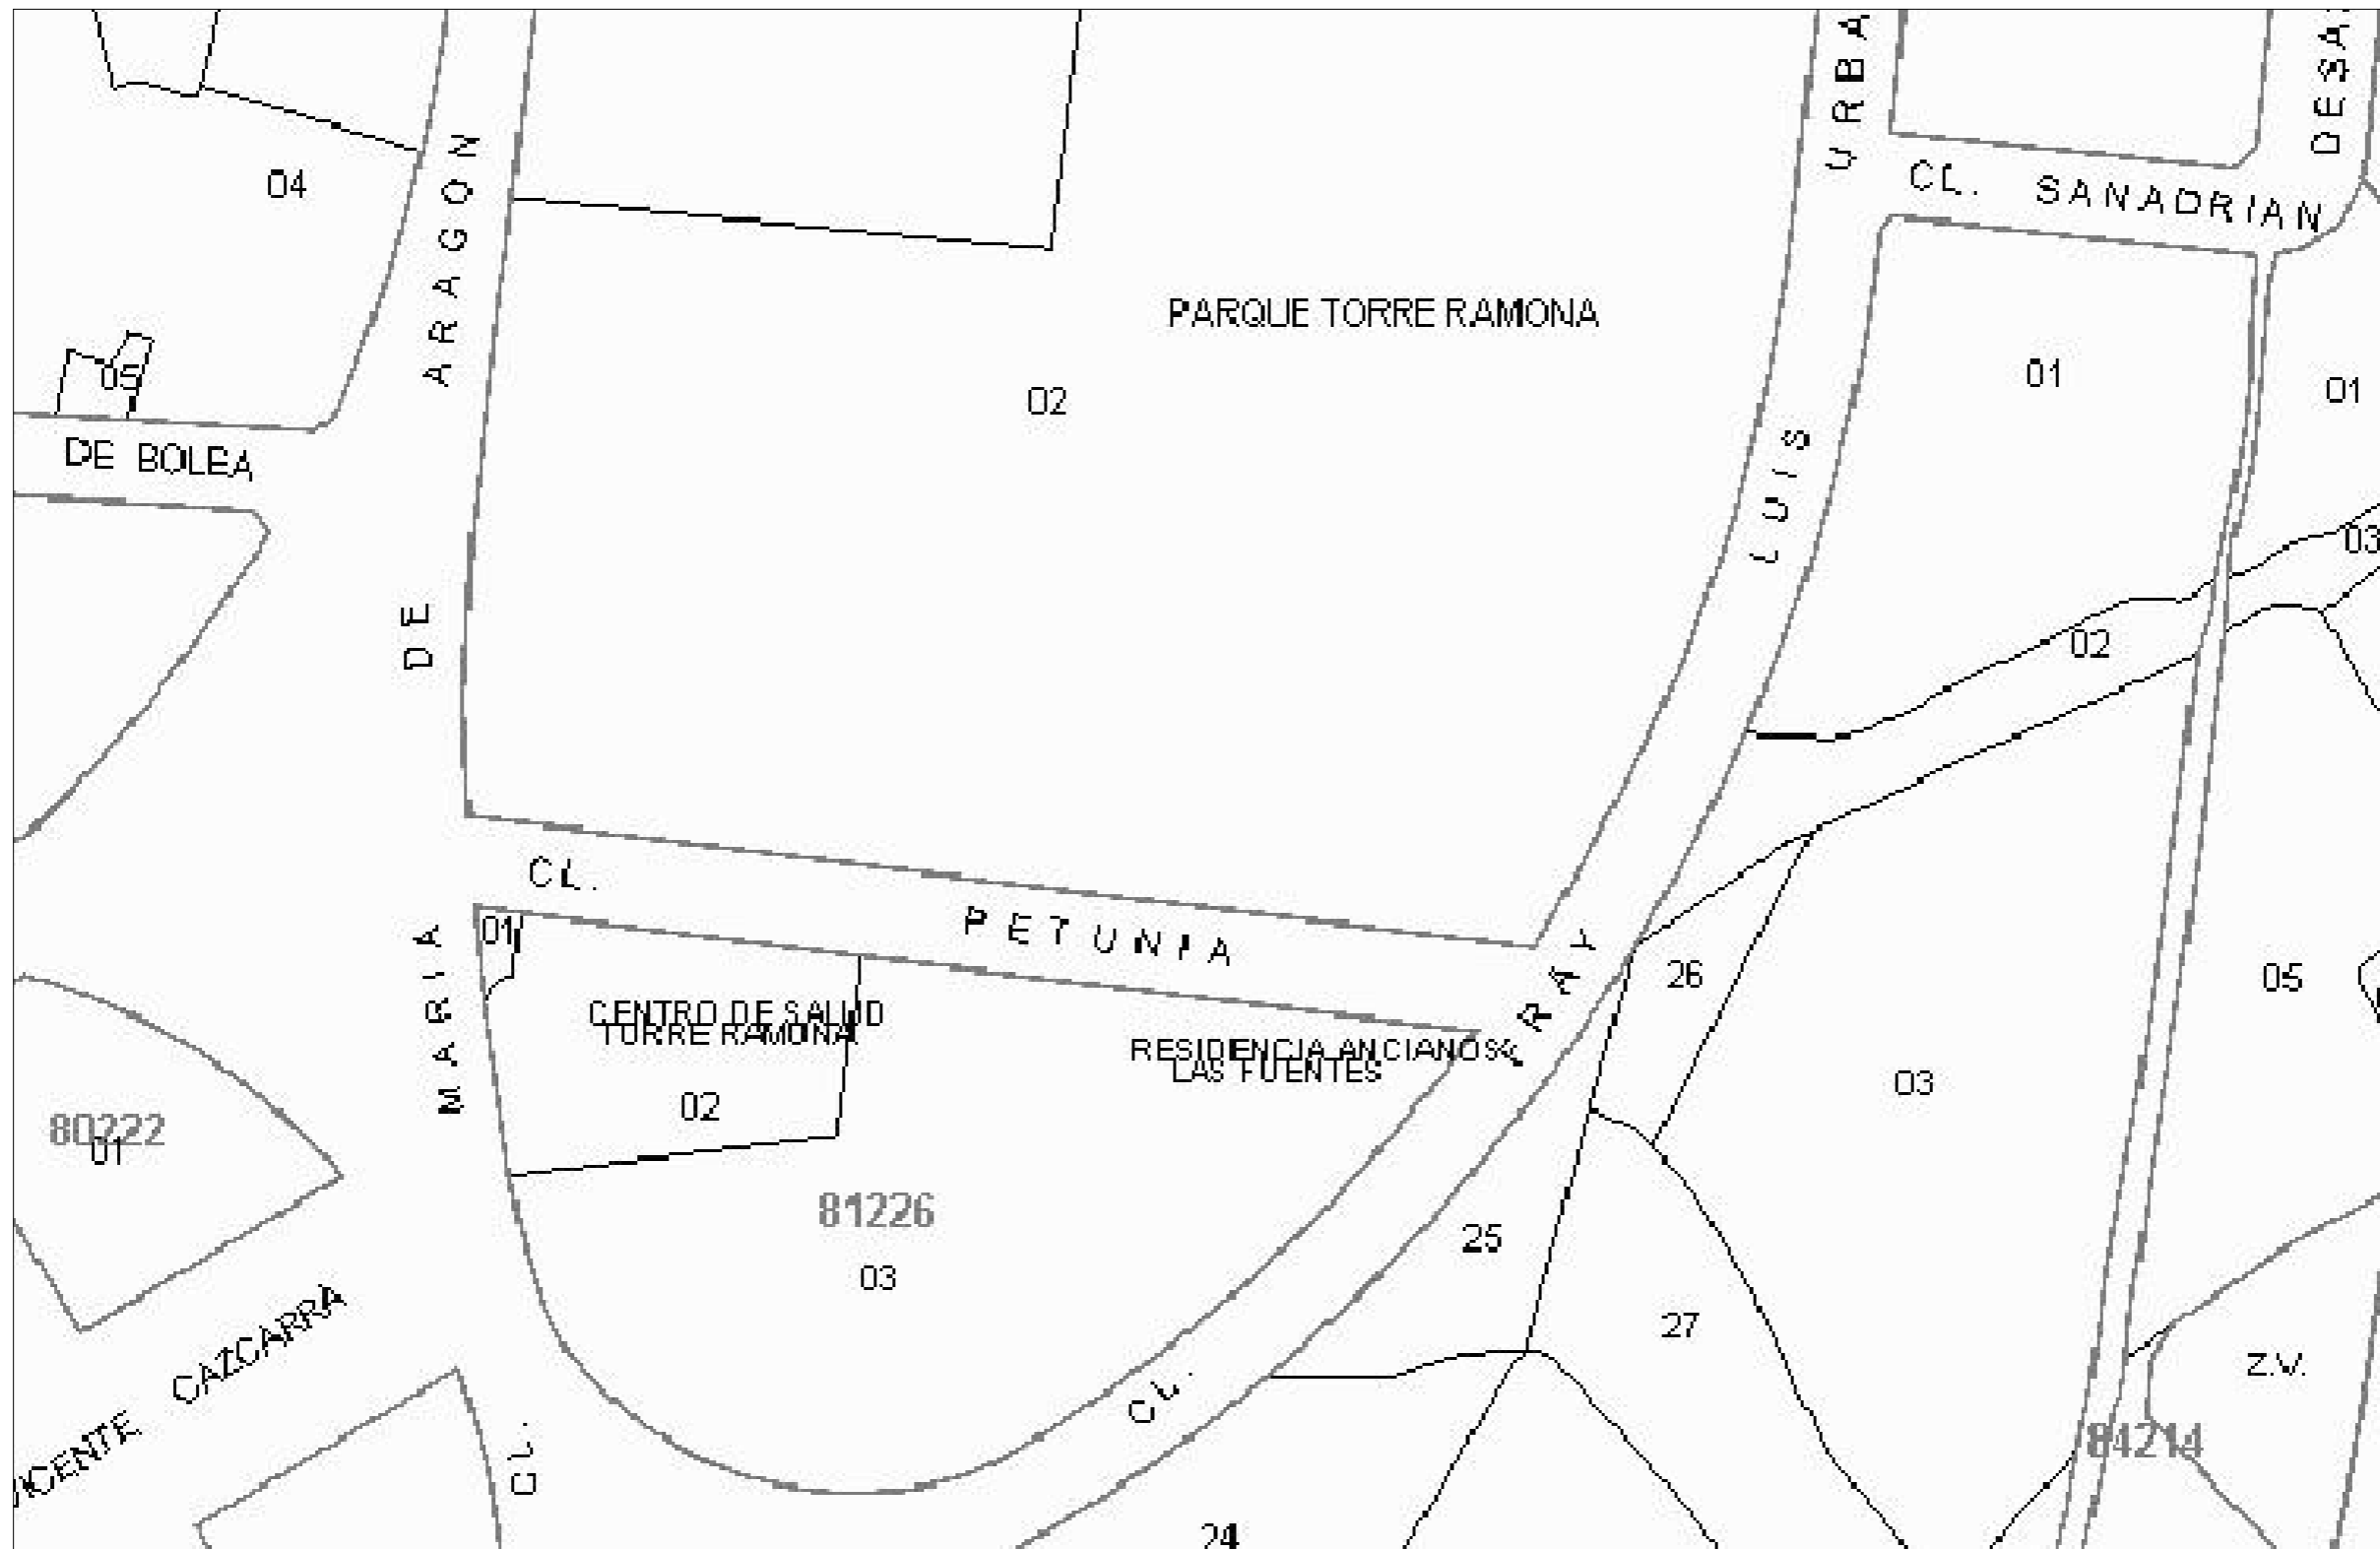 URBA
DESA
04
ARAGON
CL. SANADRIAN
PARQUE TORRE RAMONA
05
02
01
01
DE BOLEA
LUIS
03
DE
02
CL.
PETUNIA
01
MARIA
26
05
CENTRO DE SALUD
TORRE RAMONA
RESIDENCIA ANCIANOS
LAS FUENTES
02
03
80222
01
81226
25
03
27
VICENTE CAZCARRA
Z.V.
CL.
CL.
84214
24